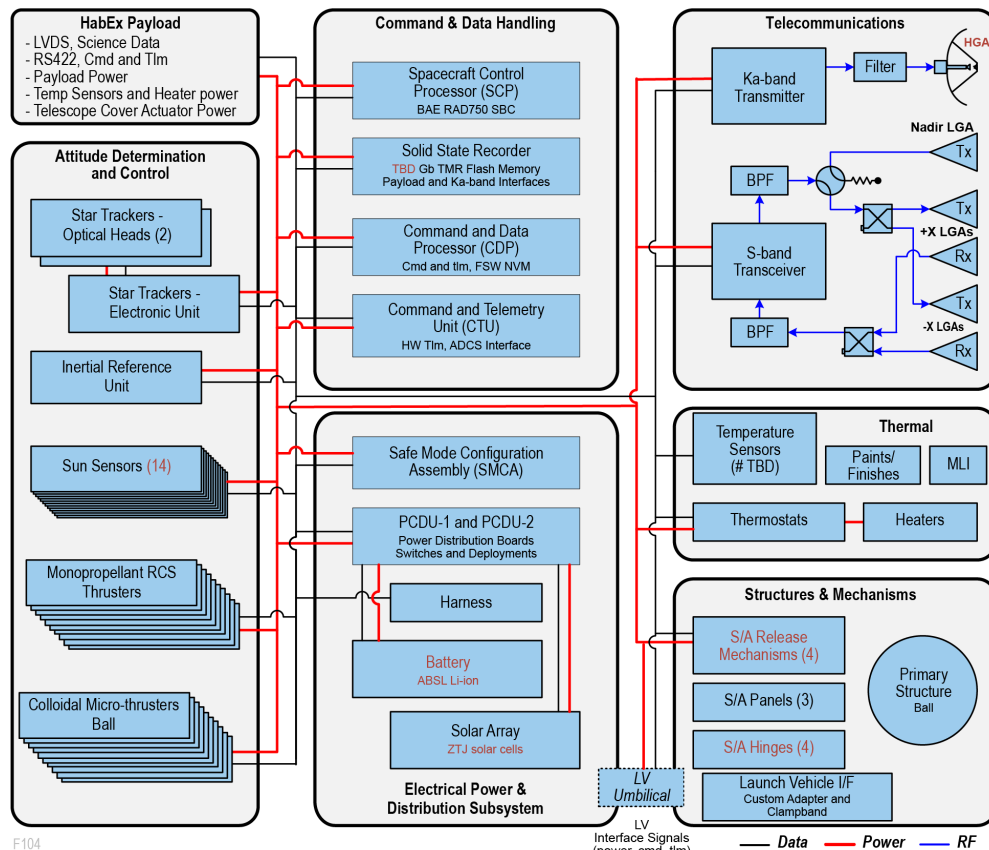 HabEx Payload
- LVDS, Science Data
- RS422, Cmd and Tlm
- Payload Power
- Temp Sensors and Heater power
- Telescope Cover Actuator Power
Attitude Determination
and Control
Star Trackers -
Optical Heads (2)
Star Trackers -
Electronic Unit
Inertial Reference
Unit
Sun Sensors (14)
Monopropellant RCS
Thrusters
Colloidal Micro-thrusters
Ball
Command & Data Handling
Spacecraft Control
Processor (SCP)
BAE RAD750 SBC
Solid State Recorder
TBD Gb TMR Flash Memory
Payload and Ka-band Interfaces
Command and Data
Processor (CDP)
Cmd and tlm, FSW NVM
Command and Telemetry
Unit (CTU)
HW Tlm, ADCS Interface
Safe Mode Configuration
Assembly (SMCA)
PCDU-1 and PCDU-2
Power Distribution Boards
Switches and Deployments
Harness
Battery
ABSL Li-ion
Solar Array
ZTJ solar cells
Electrical Power &
Distribution Subsystem
Telecommunications
Ka-band
Transmitter
Filter
HGA
Nadir LGA
Tx
BPF
Tx
+X LGAs
S-band
Transceiver
Rx
Tx
BPF
-X LGAs
Rx
Thermal
Temperature
Sensors
(# TBD)
Paints/
Finishes
MLI
Thermostats
Heaters
Structures & Mechanisms
S/A Release
Mechanisms (4)
S/A Panels (3)
S/A Hinges (4)
Primary
Structure
Ball
Launch Vehicle I/F
Custom Adapter and
Clampband
LV
Umbilical
LV
Interface Signals
(power, cmd, tlm)
Data
Power
RF
F104